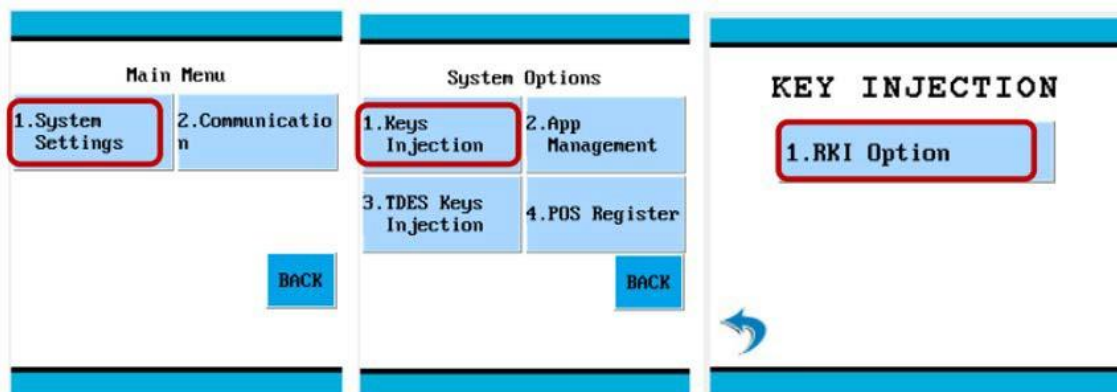 Main Menu
1.System
Settings
2.Communicatio
n
BACK
System Options
1.Keys
Injection
2.App
Management
3.TDES Keys
Injection
4.POS Register
BACK
KEY INJECTION
1.RKI Option